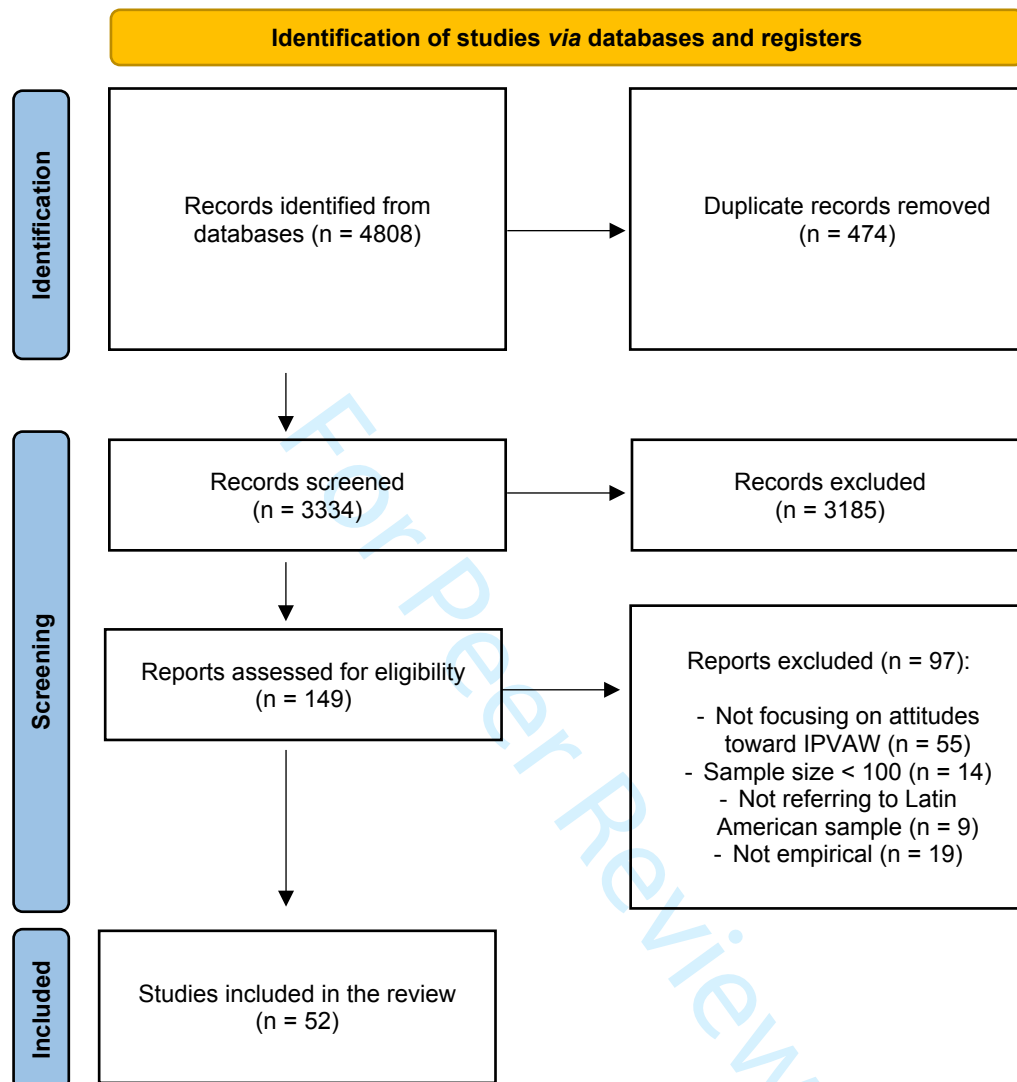 Identification of studies via databases and registers
Identification
Records identified from
databases (n = 4808)
Duplicate records removed
(n = 474)
Screening
Records screened
(n = 3334)
Records excluded
(n = 3185)
Reports assessed for eligibility
(n = 149)
Reports excluded (n = 97):
- Not focusing on attitudes
toward IPVAW (n = 55)
- Sample size < 100 (n = 14)
- Not referring to Latin
American sample (n = 9)
- Not empirical (n = 19)
Included
Studies included in the review
(n = 52)
For Peer Review